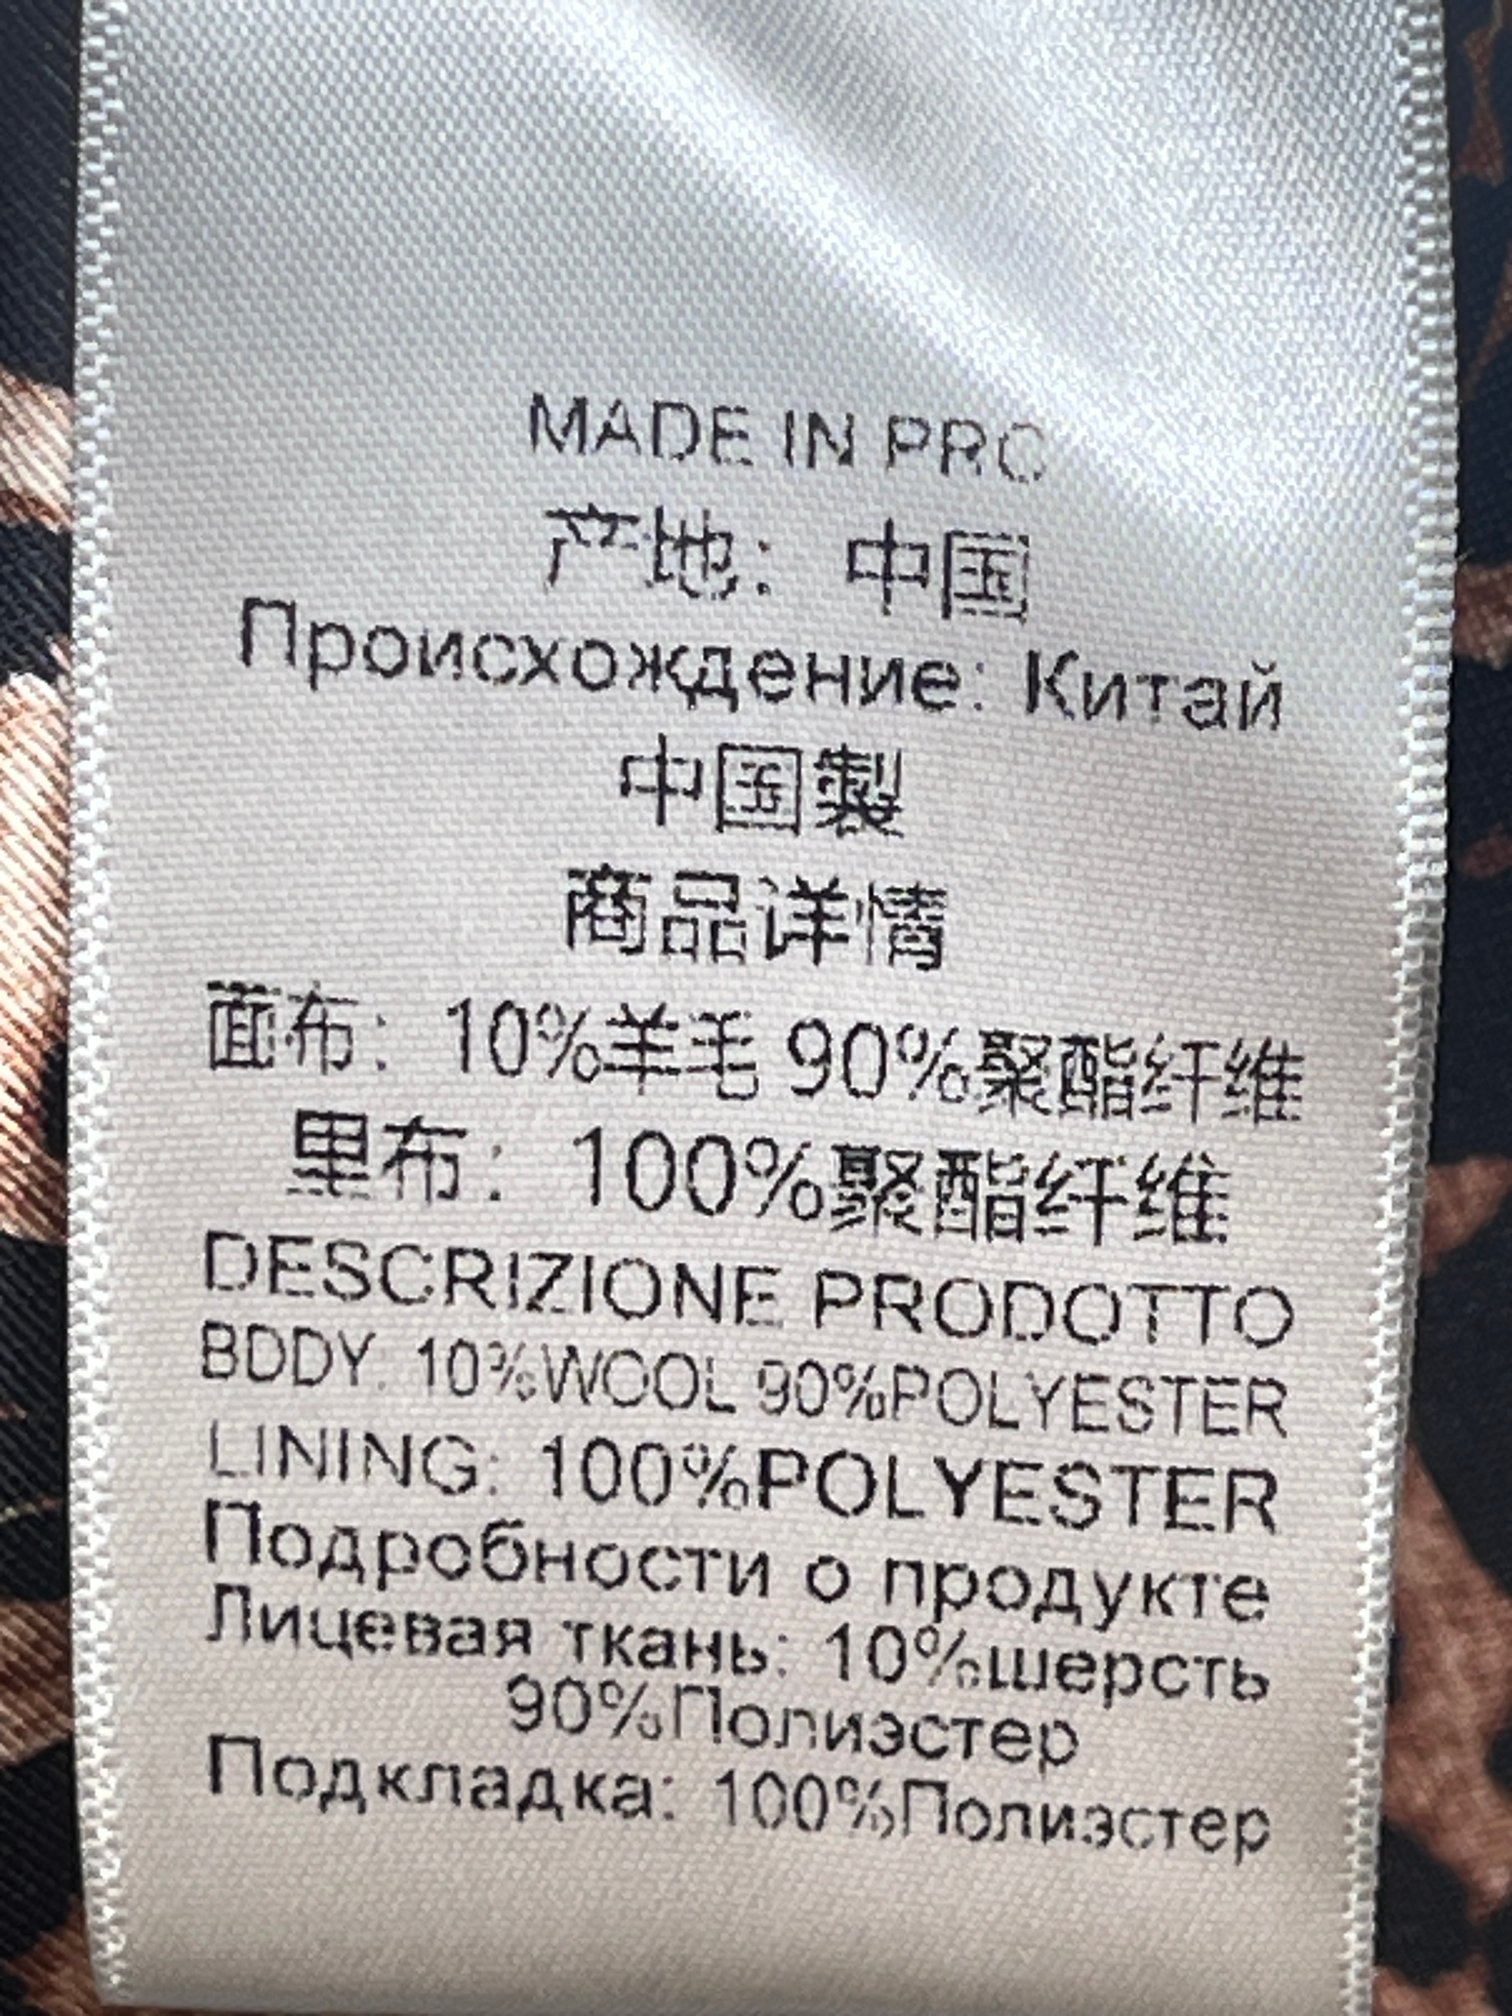 MADE IN PRC
产地：中国
Происхождение: Китай
中国製
商品详情
面布：10%羊毛 90%聚酯纤维
里布：100%聚酯纤维
DESCRIZIONE PRODOTTO
BODY: 10%WOOL 90%POLYESTER
LINING: 100%POLYESTER
Подробности о продукте
Лицевая ткань: 10%шерсть
90%Полиэстер
Подкладка: 100%Полиэстер